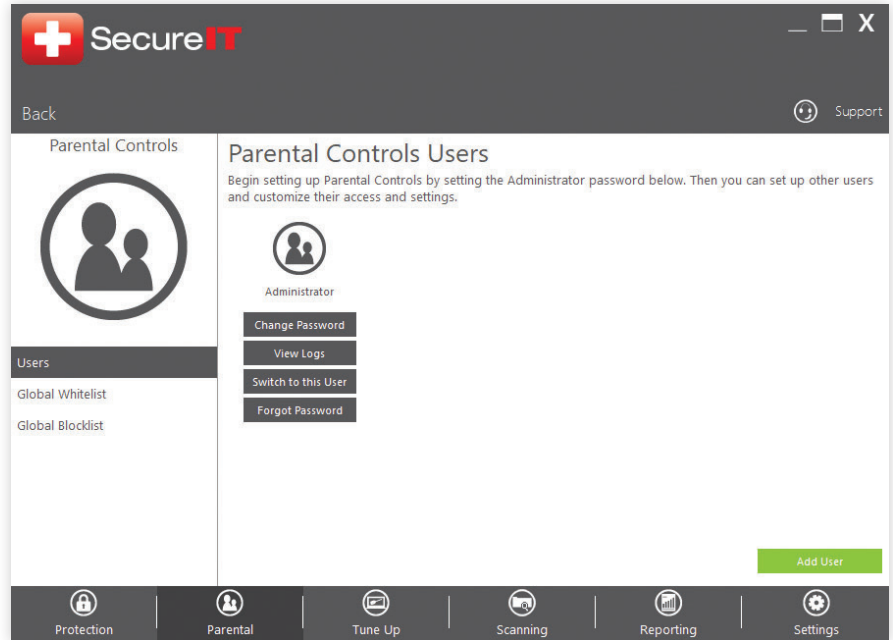 SecureIT
X
Back
Support
Parental Controls
Users
Global Whitelist
Global Blocklist
Parental Controls Users
Begin setting up Parental Controls by setting the Administrator password below. Then you can set up other users
and customize their access and settings.
Administrator
Change Password
View Logs
Switch to this User
Forgot Password
Add User
Protection
Parental
Tune Up
Scanning
Reporting
Settings